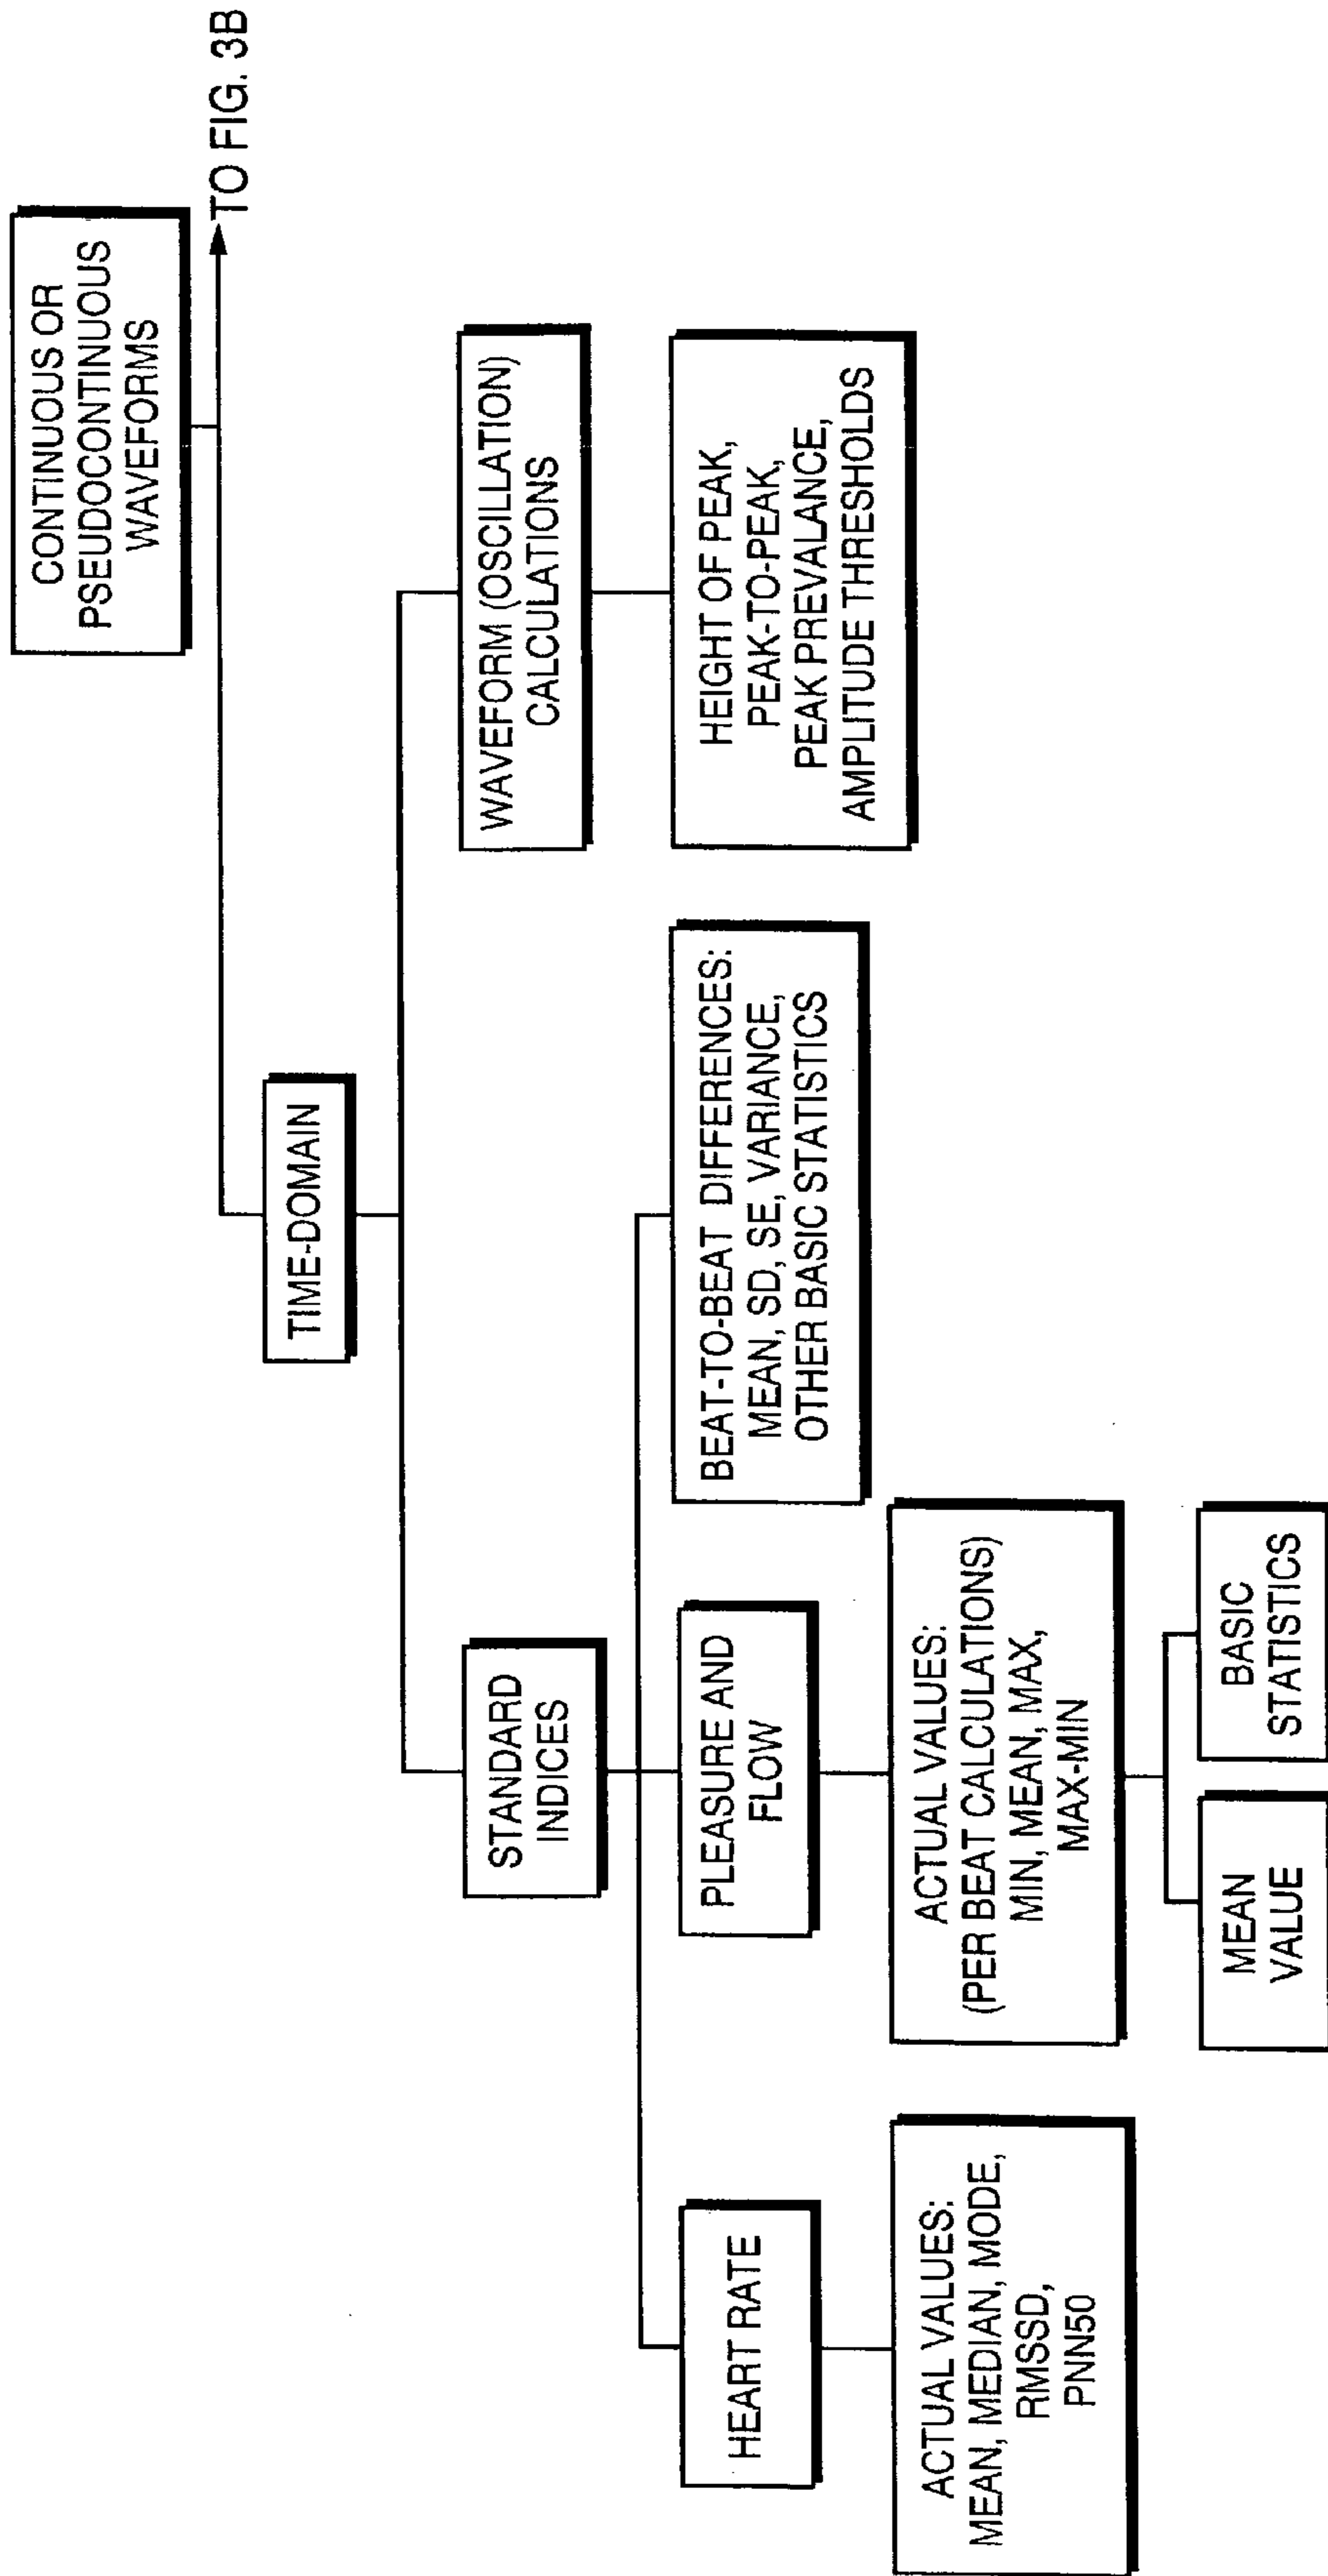 CONTINUOUS OR
PSEUDOCONTINUOUS
WAVEFORMS
TO FIG. 3B
TIME-DOMAIN
STANDARD
INDICES
WAVEFORM (OSCILLATION)
CALCULATIONS
HEART RATE
PLEASURE AND
FLOW
BEAT-TO-BEAT DIFFERENCES:
MEAN, SD, SE, VARIANCE,
OTHER BASIC STATISTICS
HEIGHT OF PEAK,
PEAK-TO-PEAK,
PEAK PREVALANCE,
AMPLITUDE THRESHOLDS
ACTUAL VALUES:
MEAN, MEDIAN, MODE,
RMSSD,
PNN50
ACTUAL VALUES:
(PER BEAT CALCULATIONS)
MIN, MEAN, MAX,
MAX-MIN
MEAN
VALUE
BASIC
STATISTICS